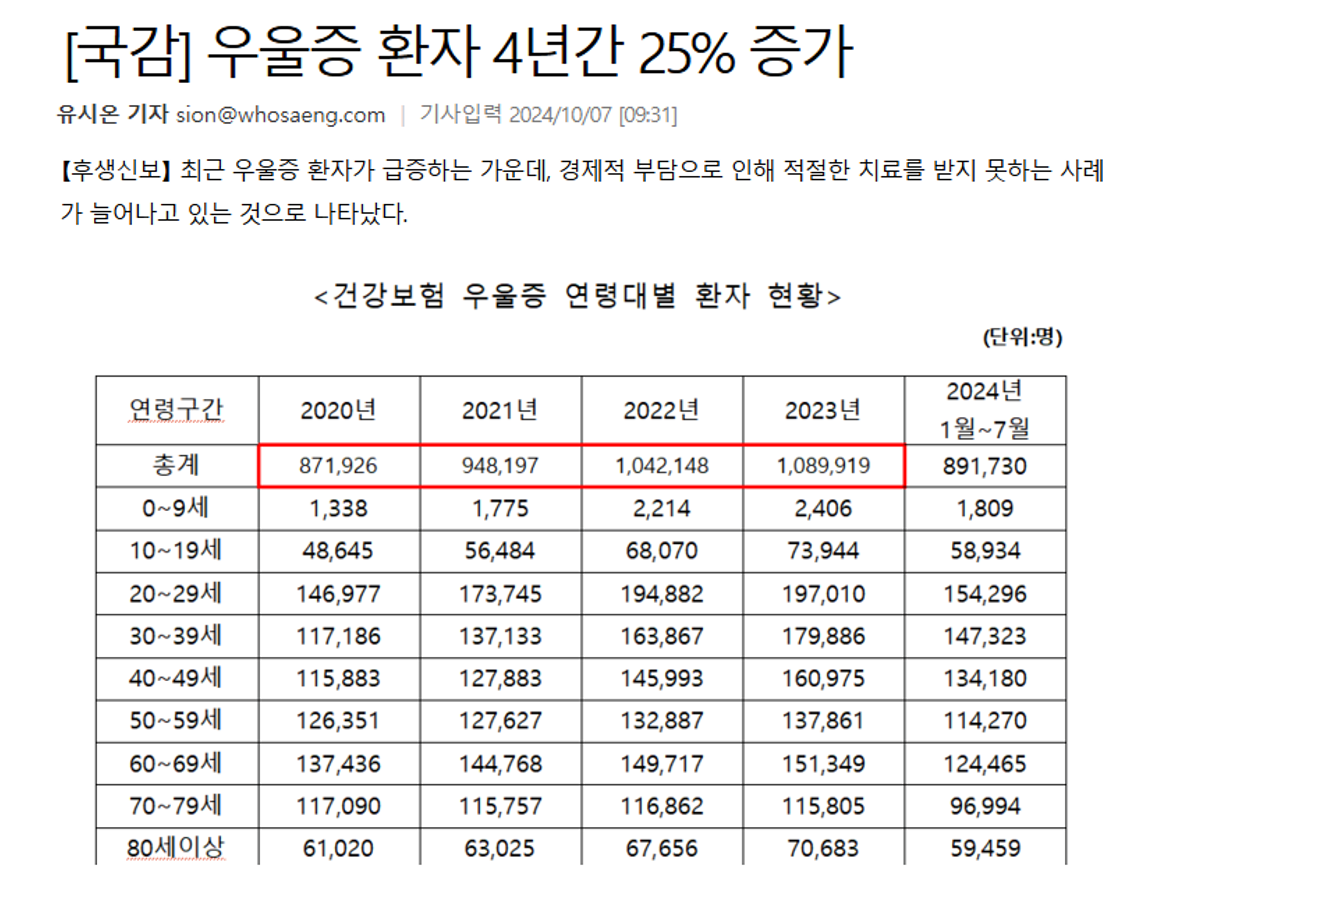 [국감] 우울증 환자 4년간 25% 증가
유시온 기자 sion@whosaeng.com | 기사입력 2024/10/07 [09:31]
【후생신보】 최근 우울증 환자가 급증하는 가운데, 경제적 부담으로 인해 적절한 치료를 받지 못하는 사례
가 늘어나고 있는 것으로 나타났다.
<건강보험 우울증 연령대별 환자 현황>
(단위:명)
연령구간 2020년 2021년 2022년 2023년 2024년 1월~7월
총계 871,926 948,197 1,042,148 1,089,919 891,730
0~9세 1,338 1,775 2,214 2,406 1,809
10~19세 48,645 56,484 68,070 73,944 58,934
20~29세 146,977 173,745 194,882 197,010 154,296
30~39세 117,186 137,133 163,867 179,886 147,323
40~49세 115,883 127,883 145,993 160,975 134,180
50~59세 126,351 127,627 132,887 137,861 114,270
60~69세 137,436 144,768 149,717 151,349 124,465
70~79세 117,090 115,757 116,862 115,805 96,994
80세이상 61,020 63,025 67,656 70,683 59,459